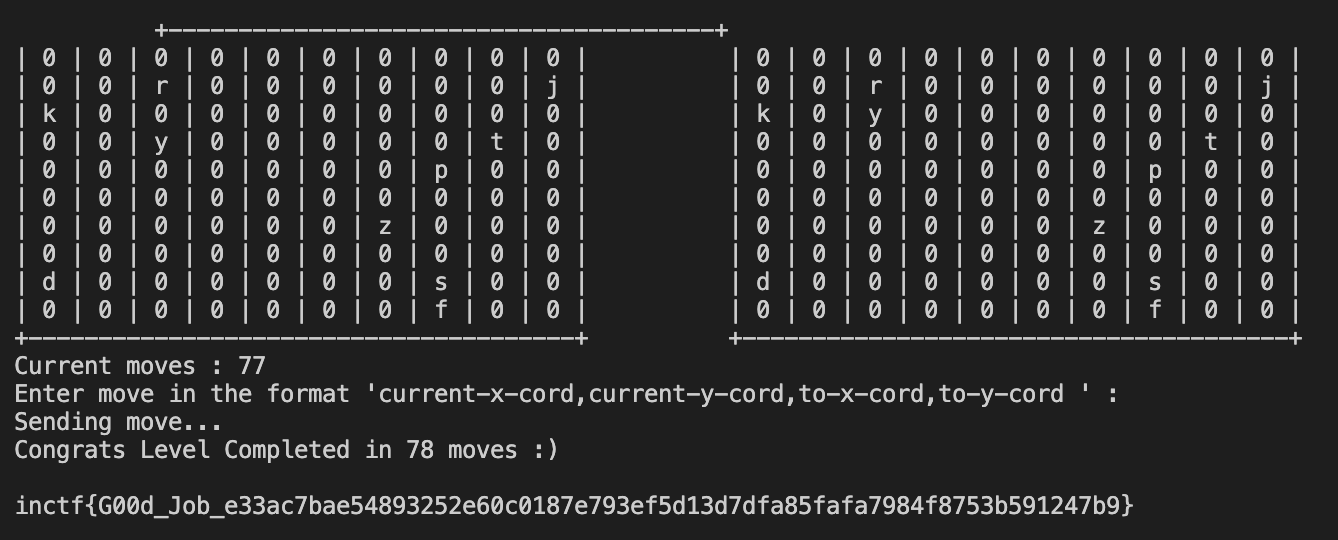 +---------------------------------------+
| 0 | 0 | 0 | 0 | 0 | 0 | 0 | 0 | 0 | 0 | | 0 | 0 | 0 | 0 | 0 | 0 | 0 | 0 | 0 | 0 |
| 0 | 0 | r | 0 | 0 | 0 | 0 | 0 | 0 | j | | 0 | 0 | r | 0 | 0 | 0 | 0 | 0 | 0 | j |
| k | 0 | 0 | 0 | 0 | 0 | 0 | 0 | 0 | 0 | | k | 0 | y | 0 | 0 | 0 | 0 | 0 | 0 | 0 |
| 0 | 0 | y | 0 | 0 | 0 | 0 | 0 | t | 0 | | 0 | 0 | 0 | 0 | 0 | 0 | 0 | 0 | t | 0 |
| 0 | 0 | 0 | 0 | 0 | 0 | 0 | p | 0 | 0 | | 0 | 0 | 0 | 0 | 0 | 0 | 0 | p | 0 | 0 |
| 0 | 0 | 0 | 0 | 0 | 0 | 0 | 0 | 0 | 0 | | 0 | 0 | 0 | 0 | 0 | 0 | 0 | 0 | 0 | 0 |
| 0 | 0 | 0 | 0 | 0 | 0 | z | 0 | 0 | 0 | | 0 | 0 | 0 | 0 | 0 | 0 | z | 0 | 0 | 0 |
| 0 | 0 | 0 | 0 | 0 | 0 | 0 | 0 | 0 | 0 | | 0 | 0 | 0 | 0 | 0 | 0 | 0 | 0 | 0 | 0 |
| d | 0 | 0 | 0 | 0 | 0 | 0 | s | 0 | 0 | | d | 0 | 0 | 0 | 0 | 0 | 0 | s | 0 | 0 |
| 0 | 0 | 0 | 0 | 0 | 0 | 0 | f | 0 | 0 | | 0 | 0 | 0 | 0 | 0 | 0 | 0 | f | 0 | 0 |
+---------------------------------------+ +---------------------------------------+
Current moves : 77
Enter move in the format 'current-x-cord,current-y-cord,to-x-cord,to-y-cord ' :
Sending move...
Congrats Level Completed in 78 moves :)
inctf{G00d_Job_e33ac7bae54893252e60c0187e793ef5d13d7dfa85fafa7984f8753b591247b9}